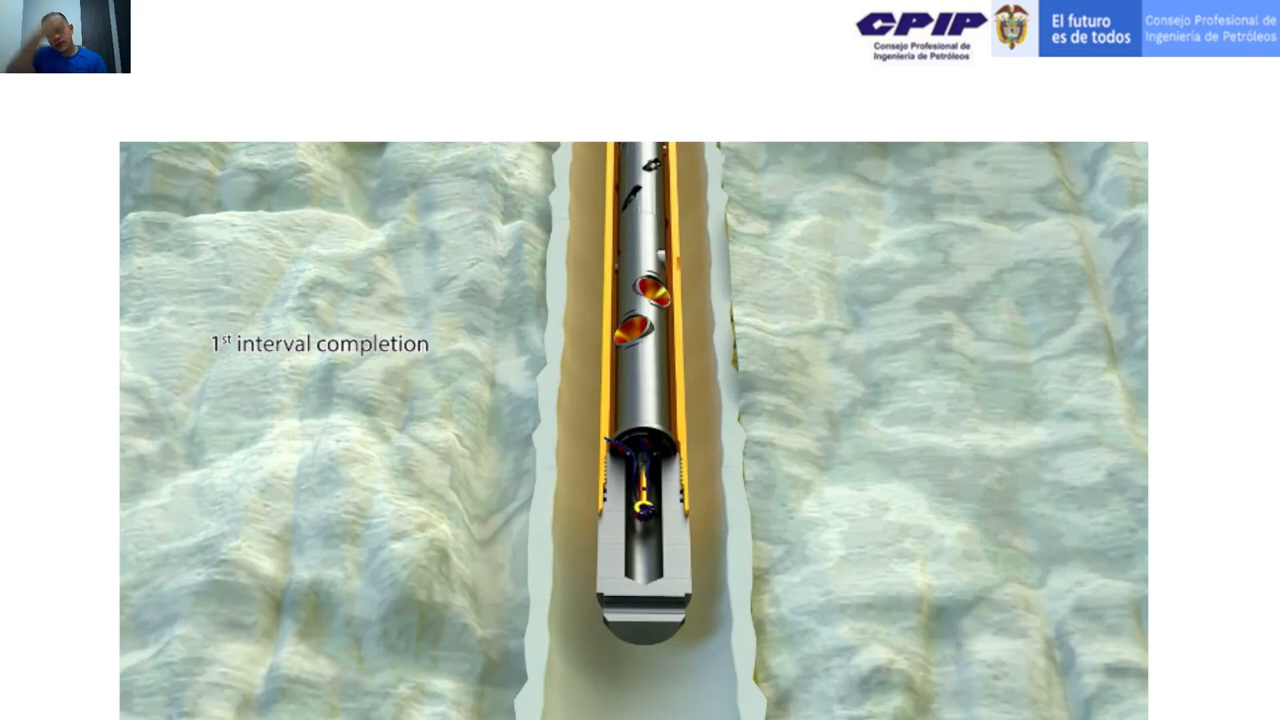 CPIP
Consejo Profesional de
Ingeniería de Petróleos
El futuro
es de todos
Consejo Profesional de
Ingeniería de Petróleos
1st interval completion